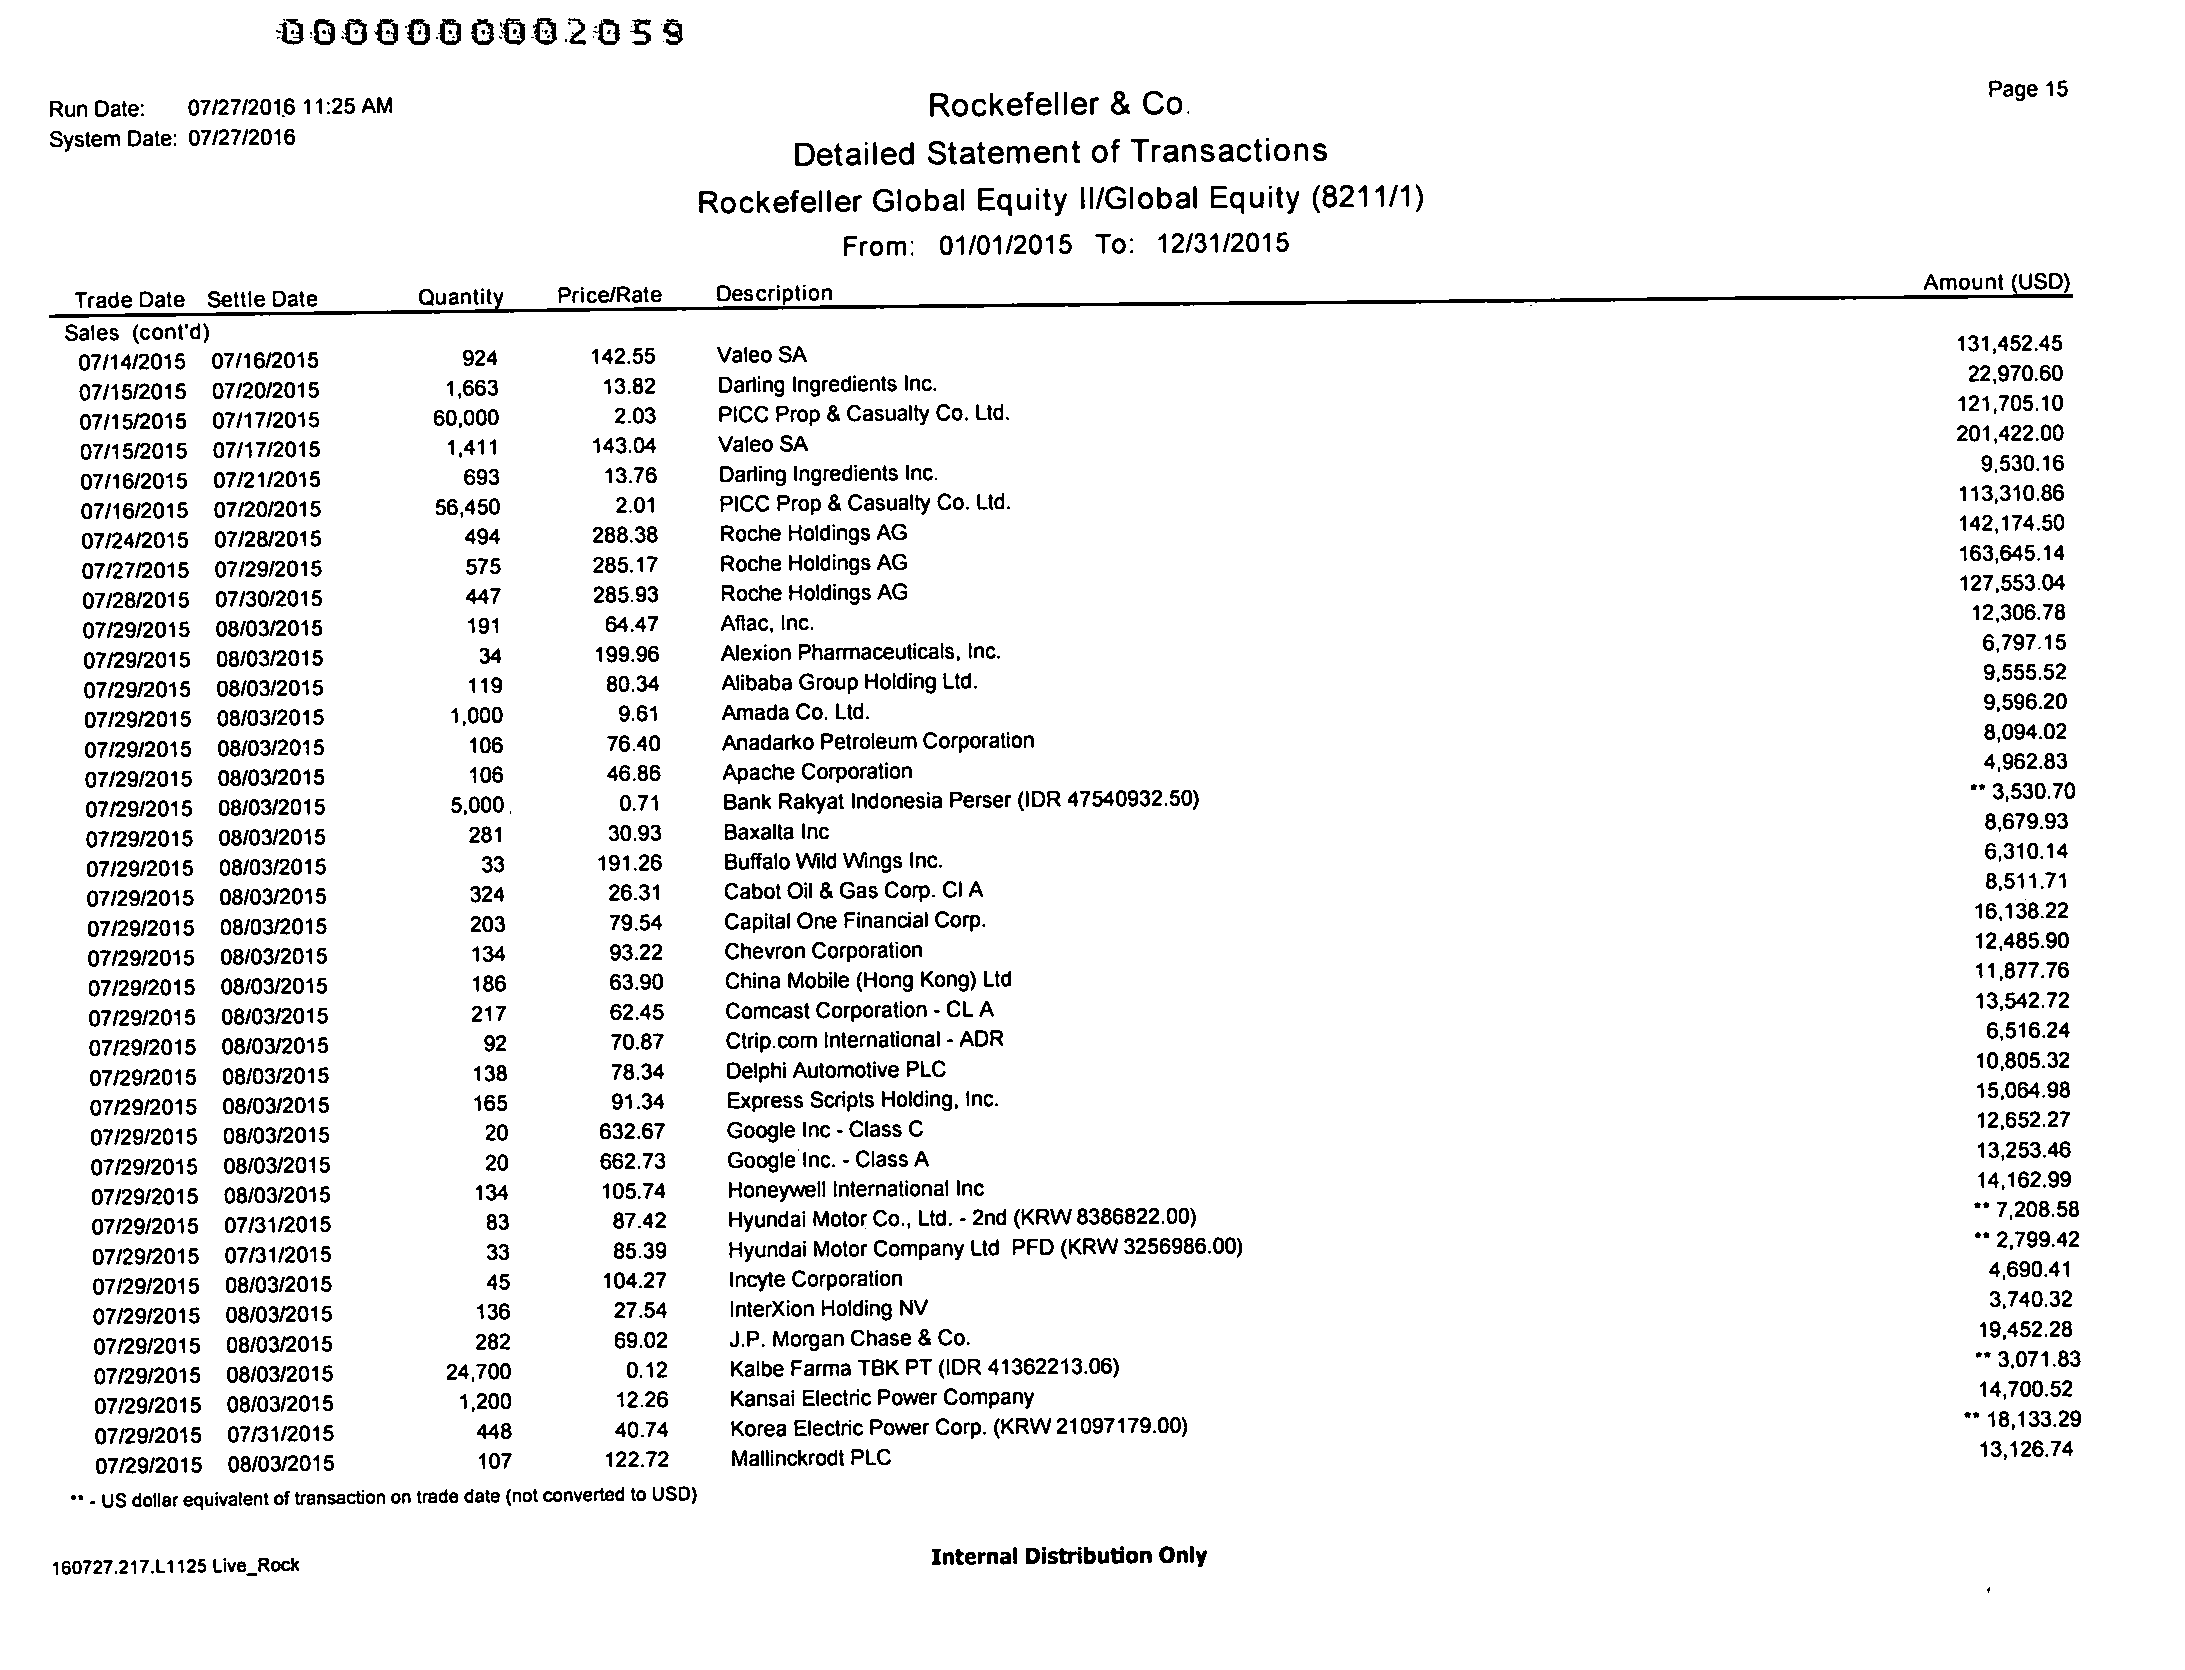 000000002059
Page 15
Run Date: 07/27/2016 11:25 AM
Rockefeller & Co.
System Date: 07/27/2016
Detailed Statement of Transactions
Rockefeller Global Equity II/Global Equity (8211/1)
From: 01/01/2015 To: 12/31/2015
Trade Date Settle Date Quantity Price/Rate Description Amount (USD)
Sales (cont'd)
07/14/2015 07/16/2015 924 142.55 Valeo SA 131,452.45
07/15/2015 07/20/2015 1,663 13.82 Darling Ingredients Inc. 22,970.60
07/15/2015 07/17/2015 60,000 2.03 PICC Prop & Casualty Co. Ltd. 121,705.10
07/15/2015 07/17/2015 1,411 143.04 Valeo SA 201,422.00
07/16/2015 07/21/2015 693 13.76 Darling Ingredients Inc. 9,530.16
07/16/2015 07/20/2015 56,450 2.01 PICC Prop & Casualty Co. Ltd. 113,310.86
07/24/2015 07/28/2015 494 288.38 Roche Holdings AG 142,174.50
07/27/2015 07/29/2015 575 285.17 Roche Holdings AG 163,645.14
07/28/2015 07/30/2015 447 285.93 Roche Holdings AG 127,553.04
07/29/2015 08/03/2015 191 64.47 Aflac, Inc. 12,306.78
07/29/2015 08/03/2015 34 199.96 Alexion Pharmaceuticals, Inc. 6,797.15
07/29/2015 08/03/2015 119 80.34 Alibaba Group Holding Ltd. 9,555.52
07/29/2015 08/03/2015 1,000 9.61 Amada Co. Ltd. 9,596.20
07/29/2015 08/03/2015 106 76.40 Anadarko Petroleum Corporation 8,094.02
07/29/2015 08/03/2015 106 46.86 Apache Corporation 4,962.83
07/29/2015 08/03/2015 5,000 0.71 Bank Rakyat Indonesia Perser (IDR 47540932.50) ** 3,530.70
07/29/2015 08/03/2015 281 30.93 Baxalta Inc 8,679.93
07/29/2015 08/03/2015 33 191.26 Buffalo Wild Wings Inc. 6,310.14
07/29/2015 08/03/2015 324 26.31 Cabot Oil & Gas Corp. Cl A 8,511.71
07/29/2015 08/03/2015 203 79.54 Capital One Financial Corp. 16,138.22
07/29/2015 08/03/2015 134 93.22 Chevron Corporation 12,485.90
07/29/2015 08/03/2015 186 63.90 China Mobile (Hong Kong) Ltd 11,877.76
07/29/2015 08/03/2015 217 62.45 Comcast Corporation - CL A 13,542.72
07/29/2015 08/03/2015 92 70.87 Ctrip.com International - ADR 6,516.24
07/29/2015 08/03/2015 138 78.34 Delphi Automotive PLC 10,805.32
07/29/2015 08/03/2015 165 91.34 Express Scripts Holding, Inc. 15,064.98
07/29/2015 08/03/2015 20 632.67 Google Inc - Class C 12,652.27
07/29/2015 08/03/2015 20 662.73 Google Inc. - Class A 13,253.46
07/29/2015 08/03/2015 134 105.74 Honeywell International Inc 14,162.99
07/29/2015 07/31/2015 83 87.42 Hyundai Motor Co., Ltd. - 2nd (KRW 8386822.00) ** 7,208.58
07/29/2015 07/31/2015 33 85.39 Hyundai Motor Company Ltd PFD (KRW 3256986.00) ** 2,799.42
07/29/2015 08/03/2015 45 104.27 Incyte Corporation 4,690.41
07/29/2015 08/03/2015 136 27.54 InterXion Holding NV 3,740.32
07/29/2015 08/03/2015 282 69.02 J.P. Morgan Chase & Co. 19,452.28
07/29/2015 08/03/2015 24,700 0.12 Kalbe Farma TBK PT (IDR 41362213.06) ** 3,071.83
07/29/2015 08/03/2015 1,200 12.26 Kansai Electric Power Company 14,700.52
07/29/2015 07/31/2015 448 40.74 Korea Electric Power Corp. (KRW 21097179.00) ** 18,133.29
07/29/2015 08/03/2015 107 122.72 Mallinckrodt PLC 13,126.74
** - US dollar equivalent of transaction on trade date (not converted to USD)
160727.217.L1125 Live_Rock
Internal Distribution Only